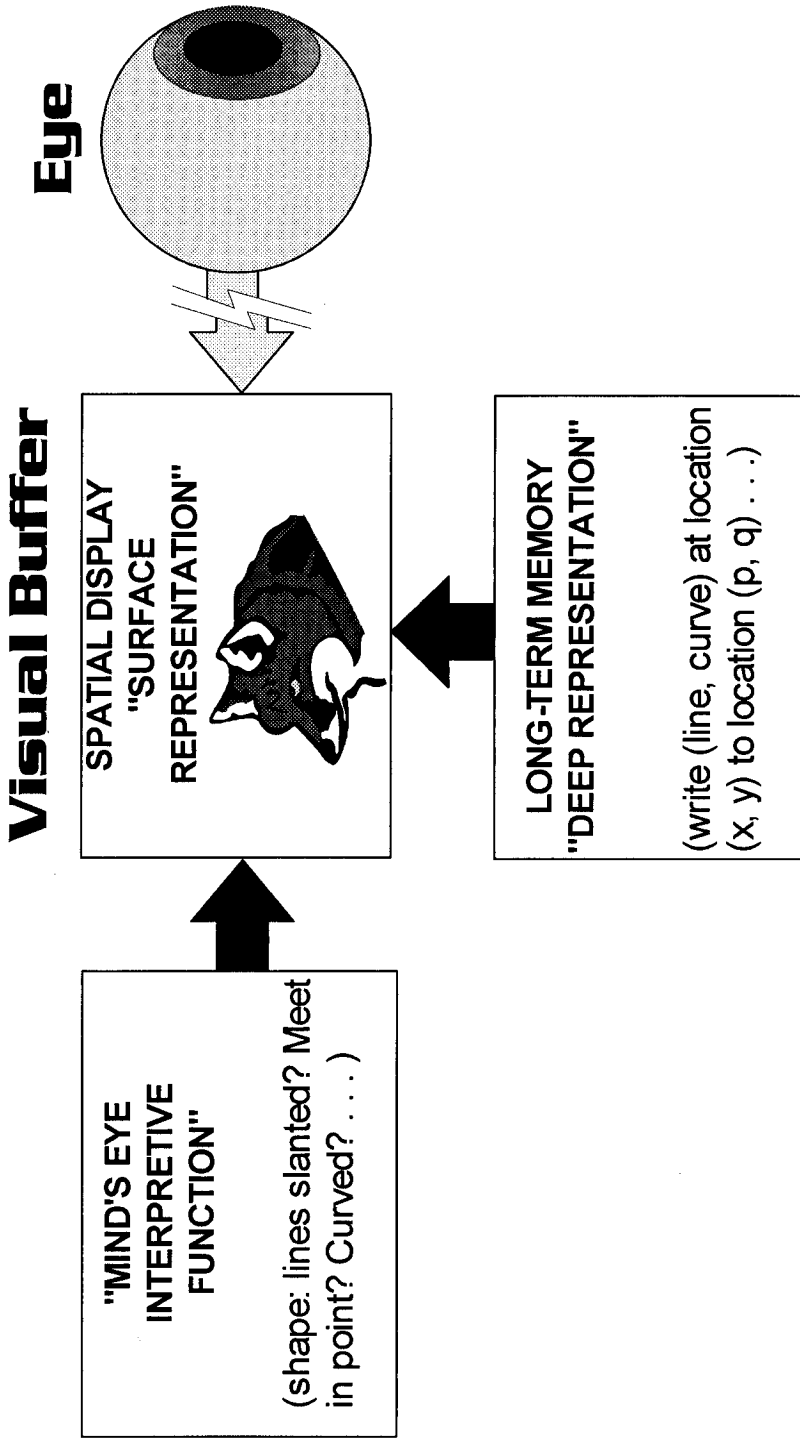 Visual Buffer
Eye
"MIND'S EYE
INTERPRETIVE
FUNCTION"
(shape: lines slanted? Meet
in point? Curved? . . . )
SPATIAL DISPLAY
"SURFACE
REPRESENTATION"
LONG-TERM MEMORY
"DEEP REPRESENTATION"
(write (line, curve) at location
(x, y) to location (p, q) . . .)